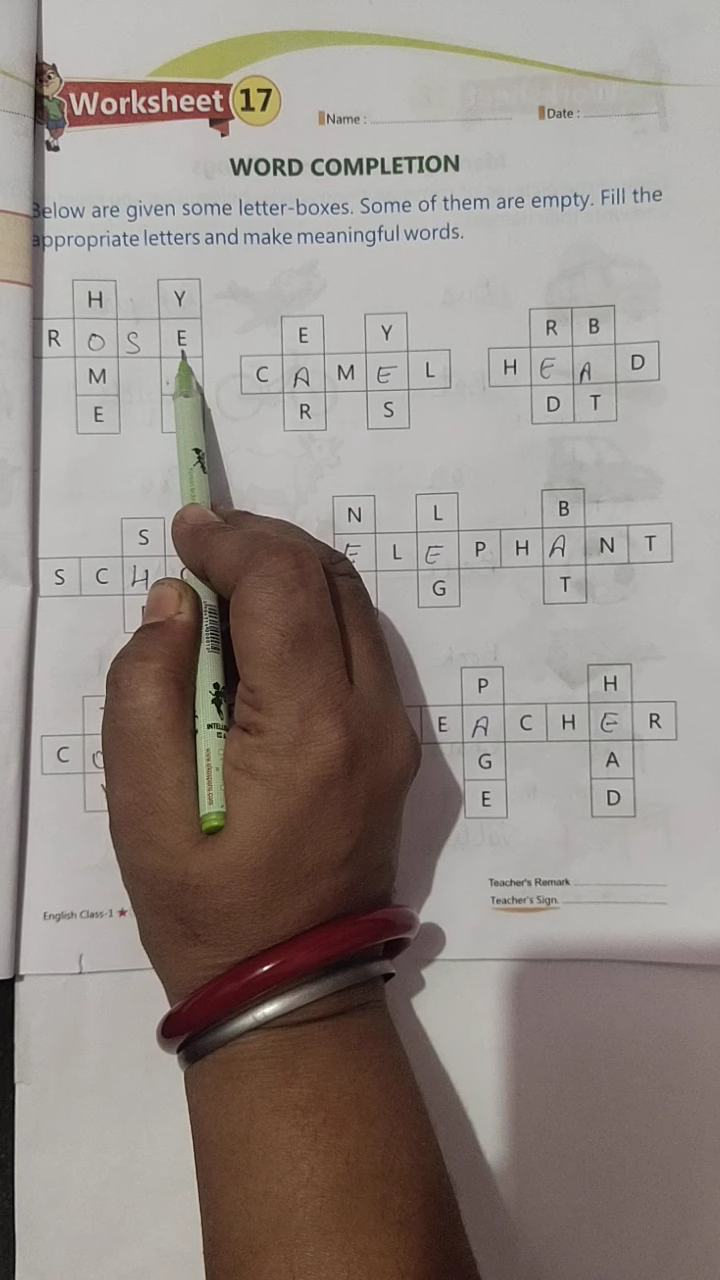 Worksheet 17
Name :
Date :
WORD COMPLETION
Below are given some letter-boxes. Some of them are empty. Fill the
appropriate letters and make meaningful words.
H Y
R O S E
M
E
E Y
C A M E L
R S
R B
H E A D
D T
S
S C H
N L B
E L E P H A N T
G T
C
P H
E A C H E R
G A
E D
Teacher's Remark
Teacher's Sign.
English Class-1